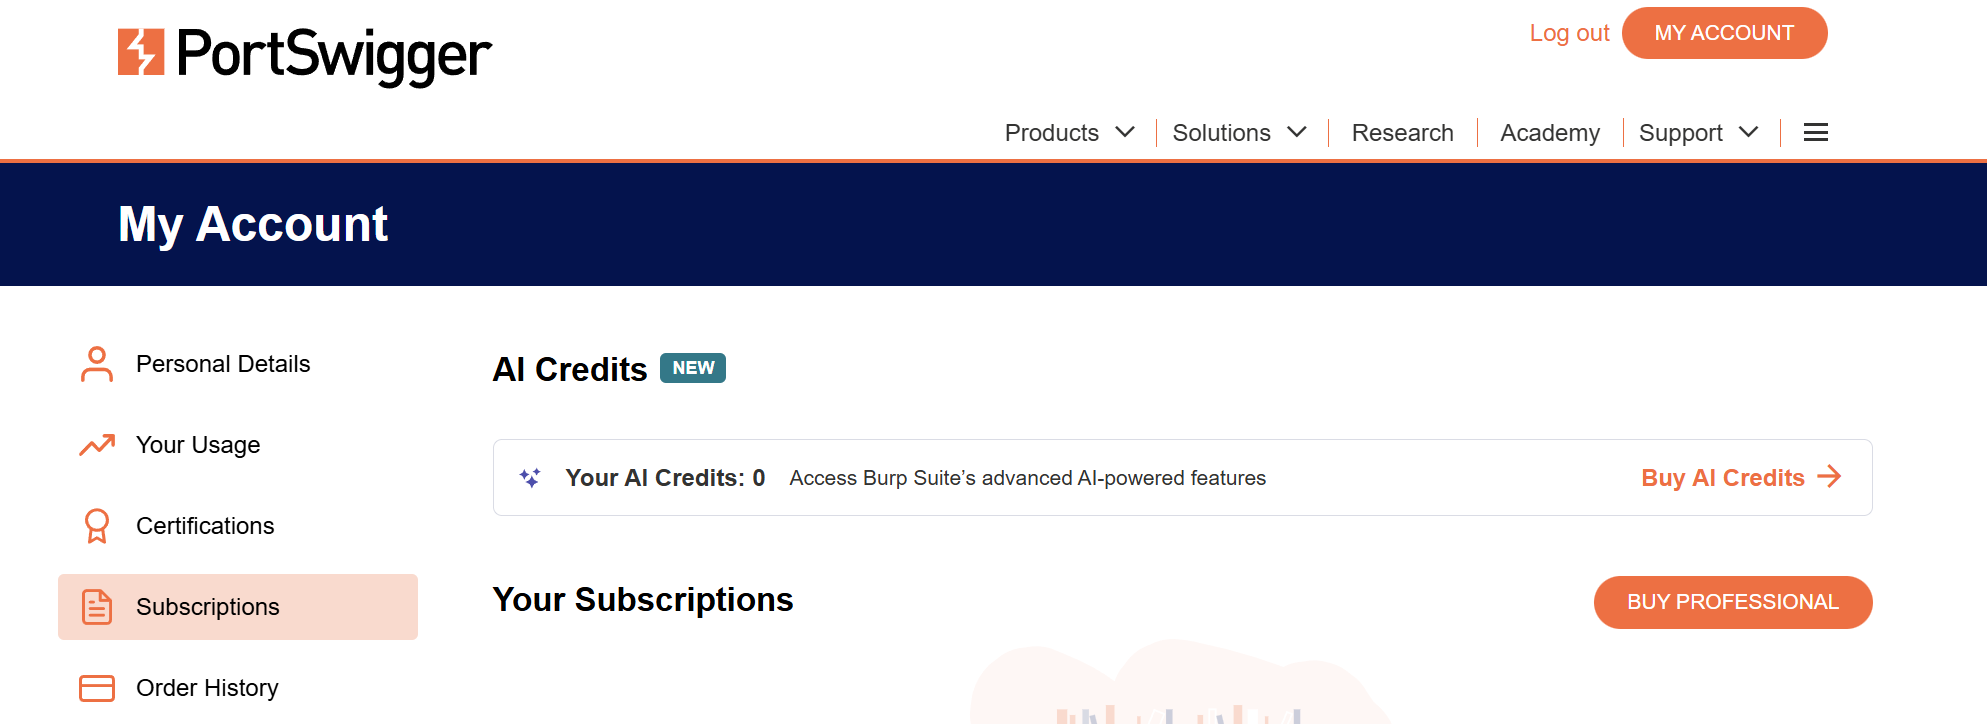 PortSwigger
Log out
MY ACCOUNT
Products
Solutions
Research
Academy
Support
My Account
Personal Details
Your Usage
Certifications
Subscriptions
Order History
AI Credits NEW
Your AI Credits: 0 Access Burp Suite’s advanced AI-powered features
Buy AI Credits
Your Subscriptions
BUY PROFESSIONAL